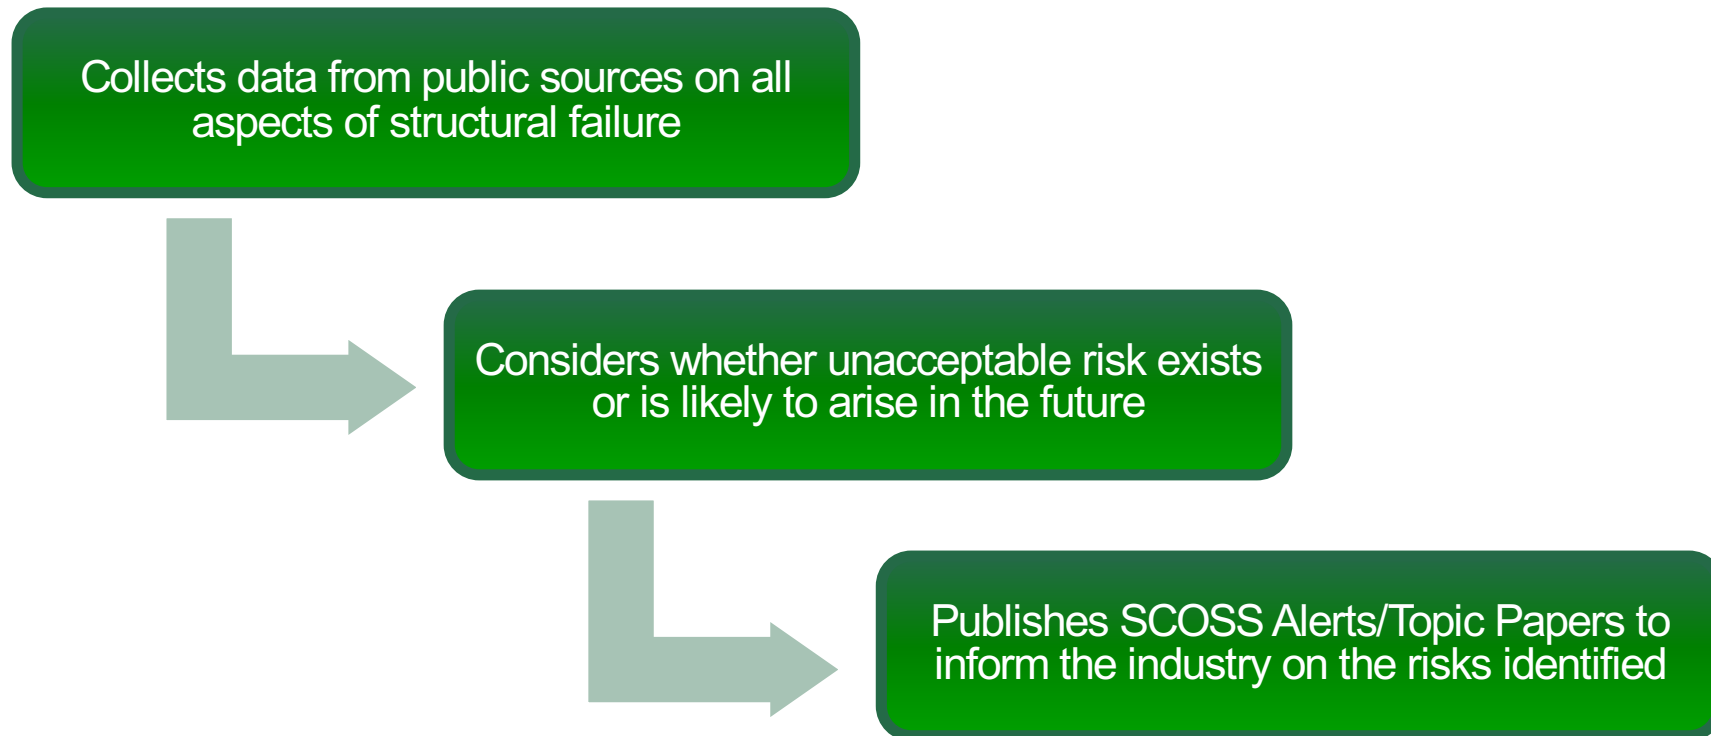 Collects data from public sources on all
aspects of structural failure
Considers whether unacceptable risk exists
or is likely to arise in the future
Publishes SCOSS Alerts/Topic Papers to
inform the industry on the risks identified